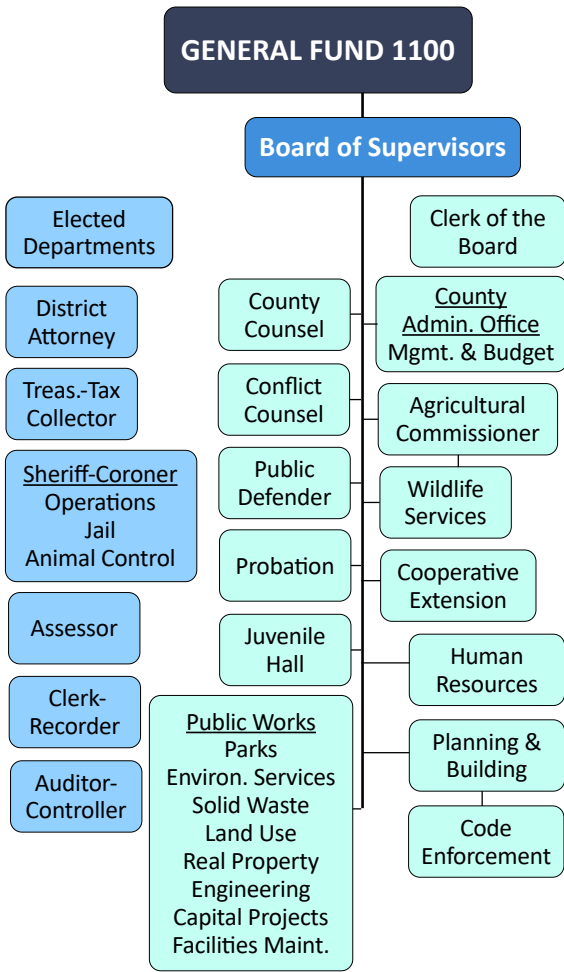 GENERAL FUND 1100
Board of Supervisors
Elected
Departments
District
Attorney
Treas.-Tax
Collector
Sheriff-Coroner
Operations
Jail
Animal Control
Assessor
Clerk-
Recorder
Auditor-
Controller
County
Counsel
Conflict
Counsel
Public
Defender
Probation
Juvenile
Hall
Public Works
Parks
Environ. Services
Solid Waste
Land Use
Real Property
Engineering
Capital Projects
Facilities Maint.
Clerk of the
Board
County
Admin. Office
Mgmt. & Budget
Agricultural
Commissioner
Wildlife
Services
Cooperative
Extension
Human
Resources
Planning &
Building
Code
Enforcement